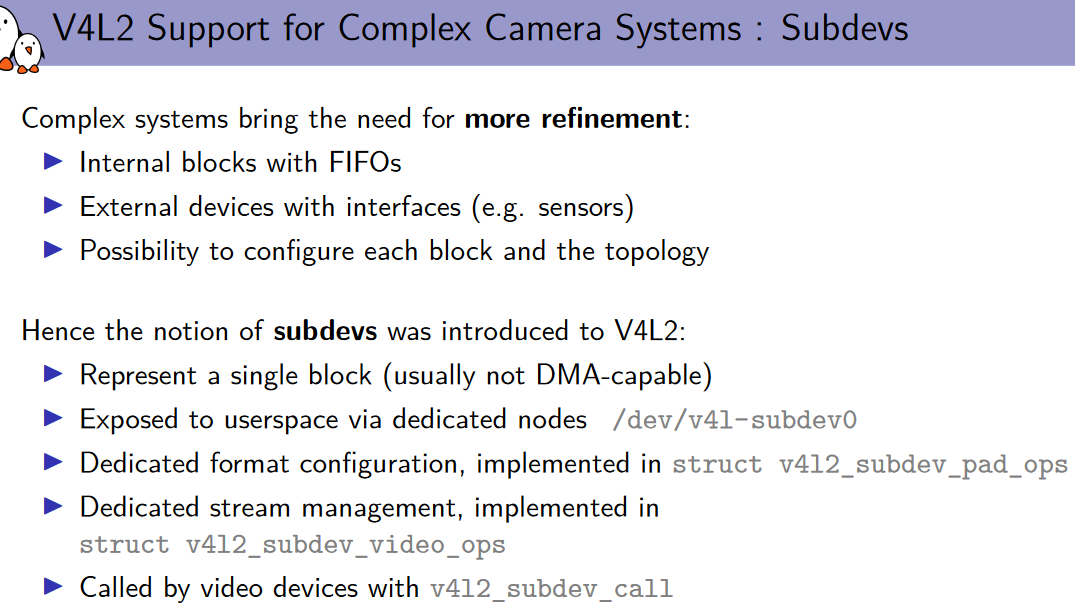 V4L2 Support for Complex Camera Systems : Subdevs
Complex systems bring the need for more refinement:
▶ Internal blocks with FIFOs
▶ External devices with interfaces (e.g. sensors)
▶ Possibility to configure each block and the topology
Hence the notion of subdevs was introduced to V4L2:
▶ Represent a single block (usually not DMA-capable)
▶ Exposed to userspace via dedicated nodes /dev/v4l-subdev0
▶ Dedicated format configuration, implemented in struct v4l2_subdev_pad_ops
▶ Dedicated stream management, implemented in
struct v4l2_subdev_video_ops
▶ Called by video devices with v4l2_subdev_call